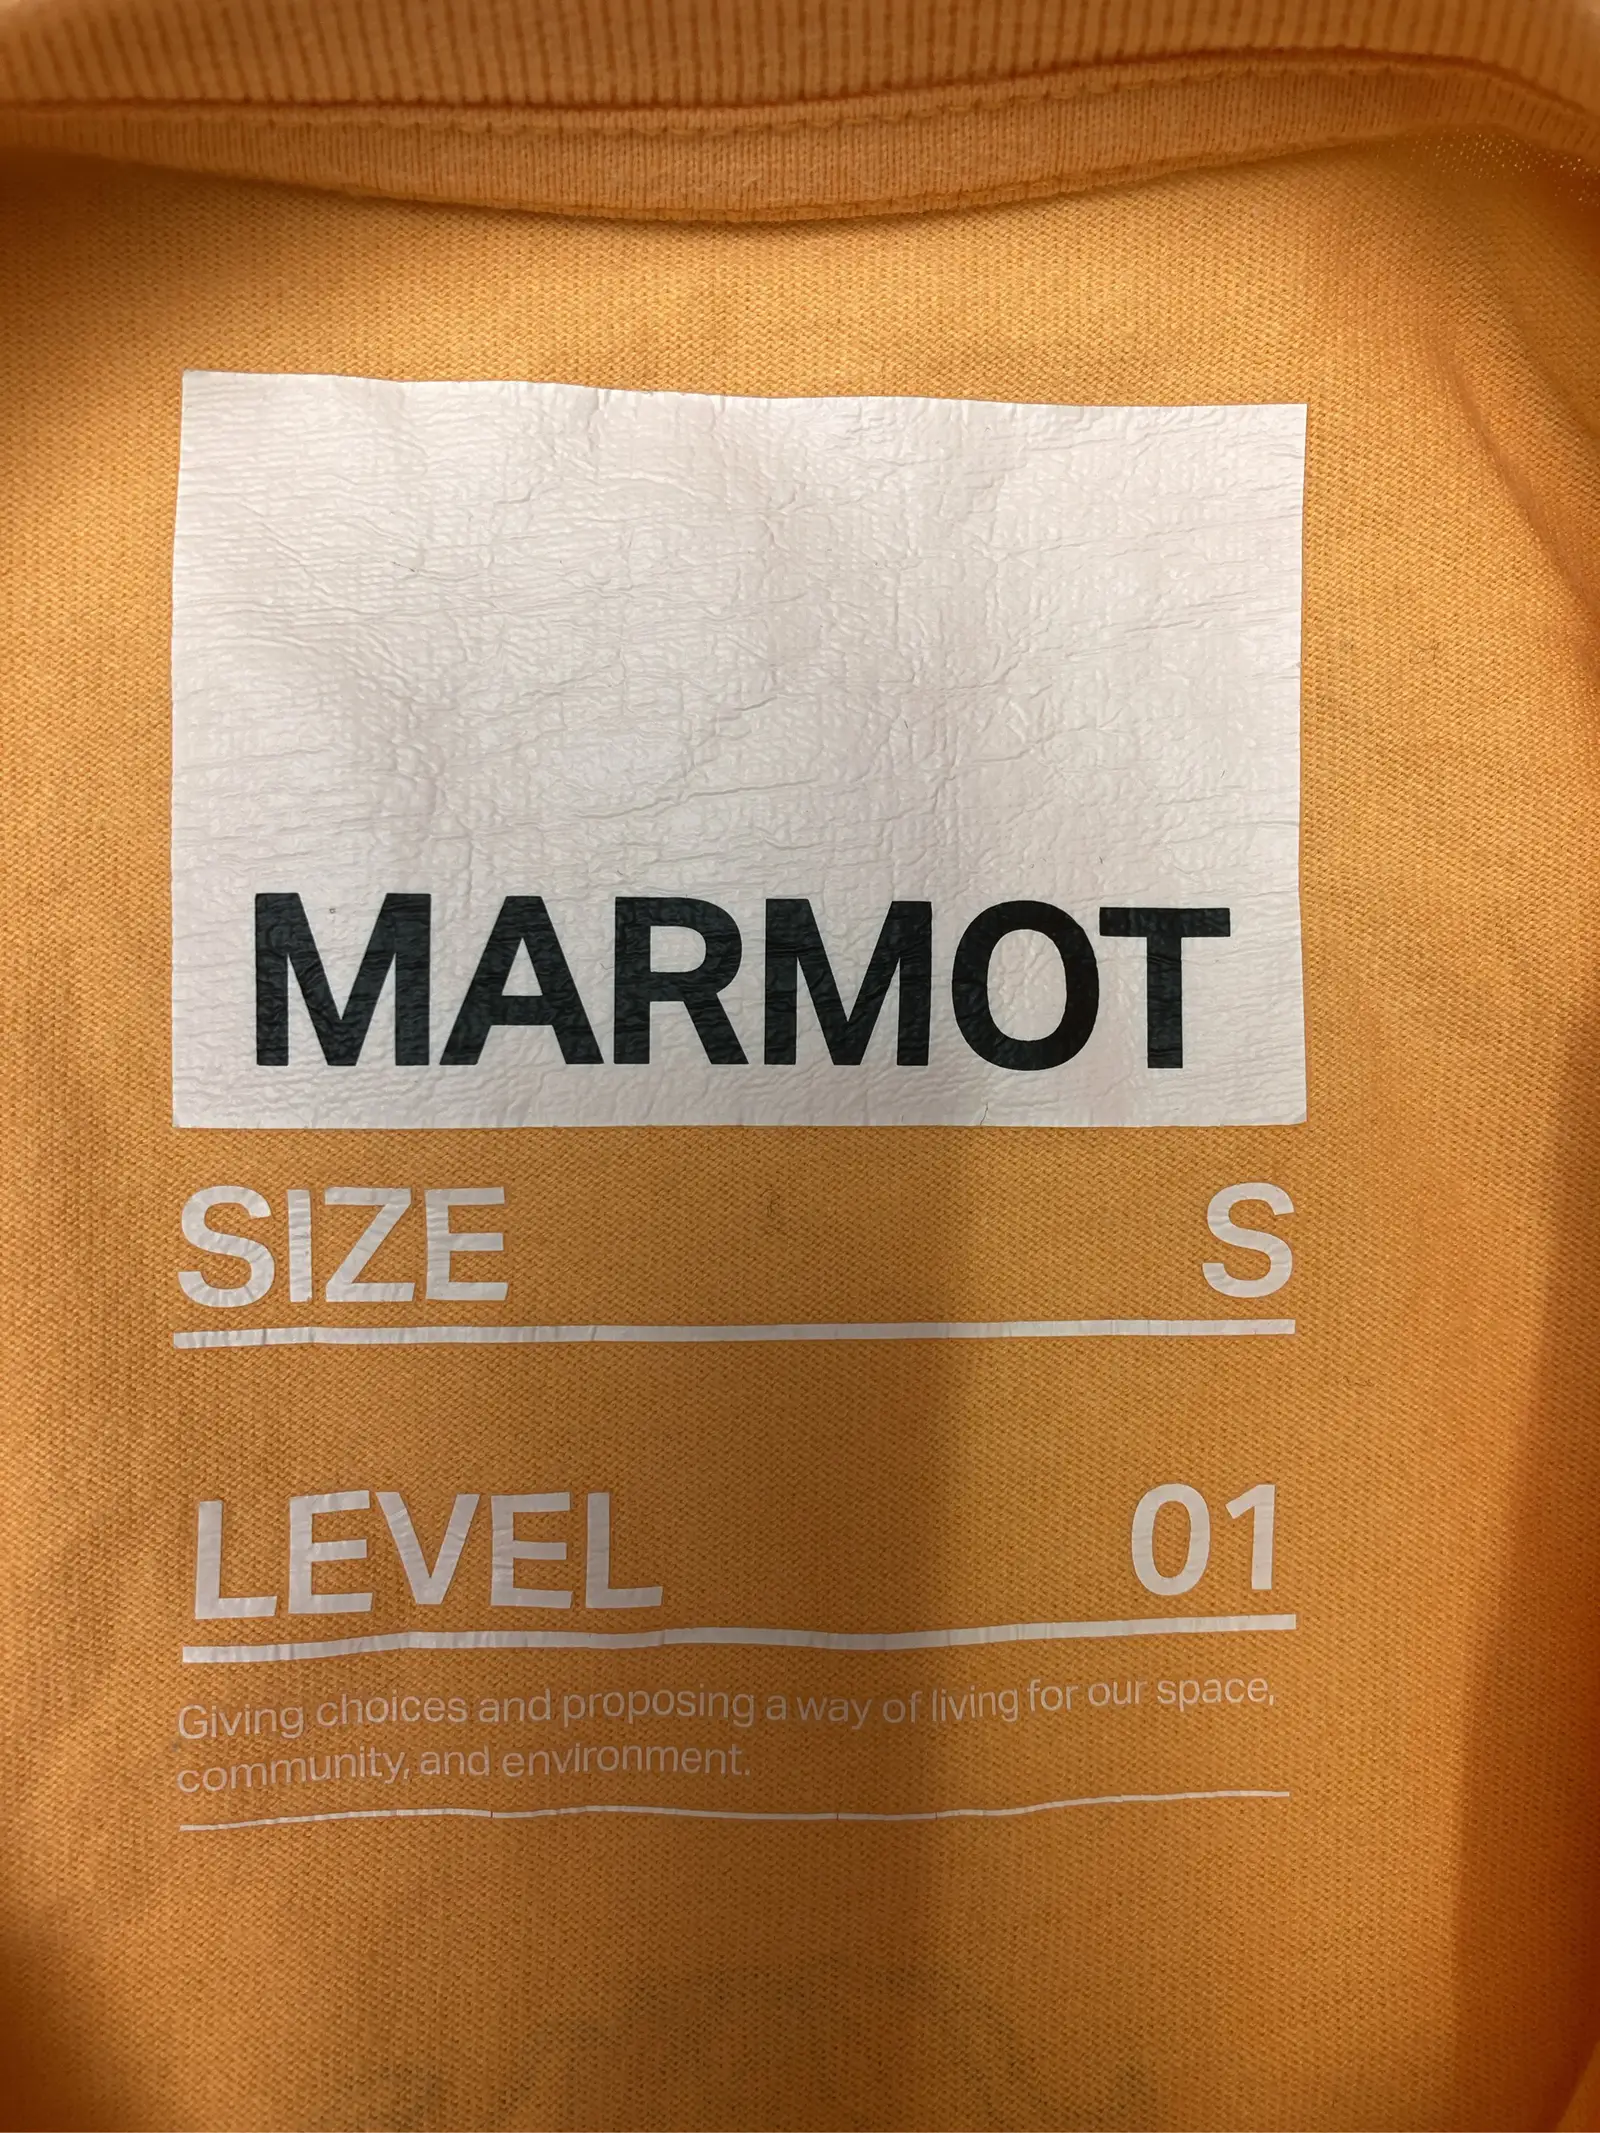 MARMOT
SIZE S
LEVEL 01
Giving choices and proposing a way of living for our space,
community, and environment.